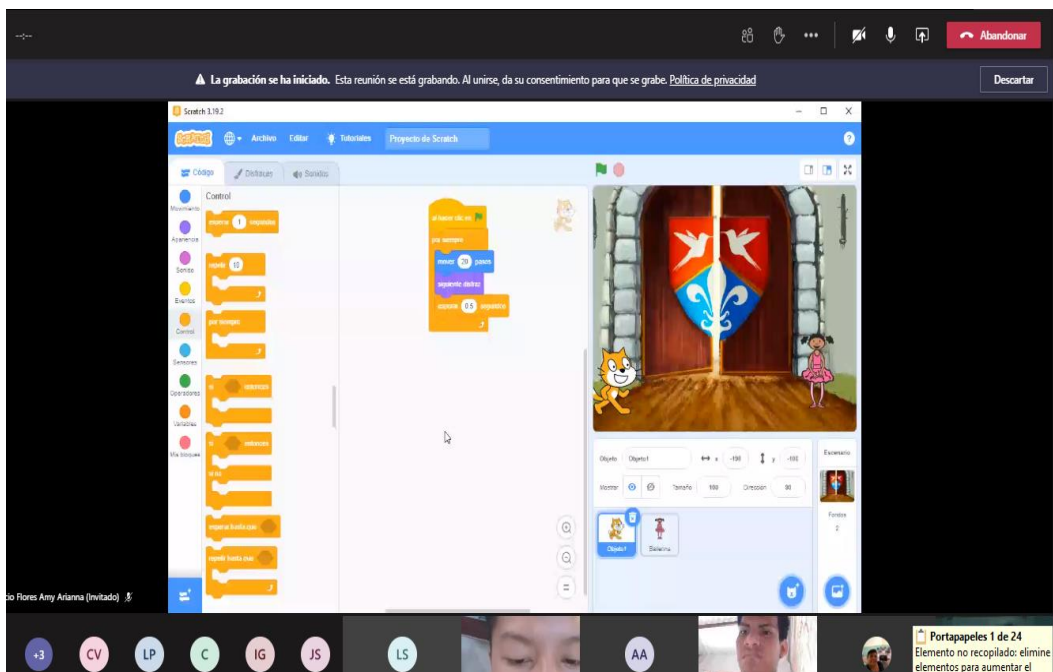 --:--
Abandonar
La grabación se ha iniciado. Esta reunión se está grabando. Al unirse, da su consentimiento para que se grabe. Política de privacidad
Descartar
Scratch 3.19.2
SCRATCH Archivo Editar Tutoriales Proyecto de Scratch ?
Código Disfraces Sonidos
Movimiento
Apariencia
Sonido
Eventos
Control
Sensores
Operadores
Variables
Mis bloques
Control
esperar 1 segundos
repetir 10
por siempre
si entonces
si entonces
si no
esperar hasta que
repetir hasta que
al hacer clic en
por siempre
mover 20 pasos
siguiente disfraz
esperar 0.5 segundos
Objeto Objeto1 x -190 y -100
Mostrar Tamaño 100 Dirección 90
Objeto1
Ballerina
Escenario
Fondos
2
cio Flores Amy Arianna (Invitado)
+3 CV LP C IG JS LS AA
Portapapeles 1 de 24
Elemento no recopilado: elimine
elementos para aumentar el